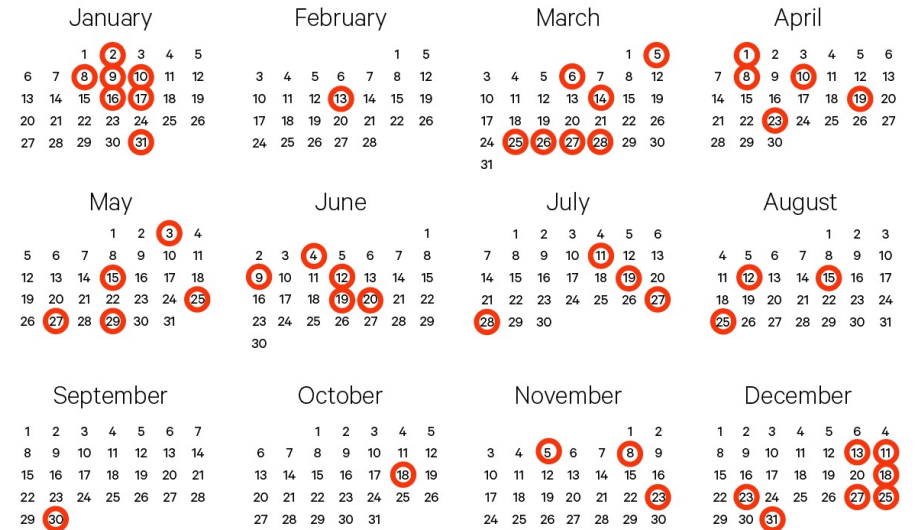 January
1 2 3 4 5
6 7 8 9 10 11 12
13 14 15 16 17 18 19
20 21 22 23 24 25 26
27 28 29 30 31
February
1 5
3 4 5 6 7 8 12
10 11 12 13 14 15 19
17 18 19 20 21 22 26
24 25 26 27 28
March
1 5
3 4 5 6 7 8 12
10 11 12 13 14 15 19
17 18 19 20 21 22 26
24 25 26 27 28 29 30
31
April
1 2 3 4 5 6
7 8 9 10 11 12 13
14 15 16 17 18 19 20
21 22 23 24 25 26 27
28 29 30
May
1 2 3 4
5 6 7 8 9 10 11
12 13 14 15 16 17 18
19 20 21 22 23 24 25
26 27 28 29 30 31
June
1
2 3 4 5 6 7 8
9 10 11 12 13 14 15
16 17 18 19 20 21 22
23 24 25 26 27 28 29
30
July
1 2 3 4 5 6
7 8 9 10 11 12 13
14 15 16 17 18 19 20
21 22 23 24 25 26 27
28 29 30
August
1 2 3
4 5 6 7 8 9 10
11 12 13 14 15 16 17
18 19 20 21 22 23 24
25 26 27 28 29 30 31
September
1 2 3 4 5 6 7
8 9 10 11 12 13 14
15 16 17 18 19 20 21
22 23 24 25 26 27 28
29 30
October
1 2 3 4 5
6 7 8 9 10 11 12
13 14 15 16 17 18 19
20 21 22 23 24 25 26
27 28 29 30 31
November
1 2
3 4 5 6 7 8 9
10 11 12 13 14 15 16
17 18 19 20 21 22 23
24 25 26 27 28 29 30
December
1 2 3 4 5 6 4
8 9 10 11 12 13 11
15 16 17 18 19 20 18
22 23 24 25 26 27 25
29 30 31